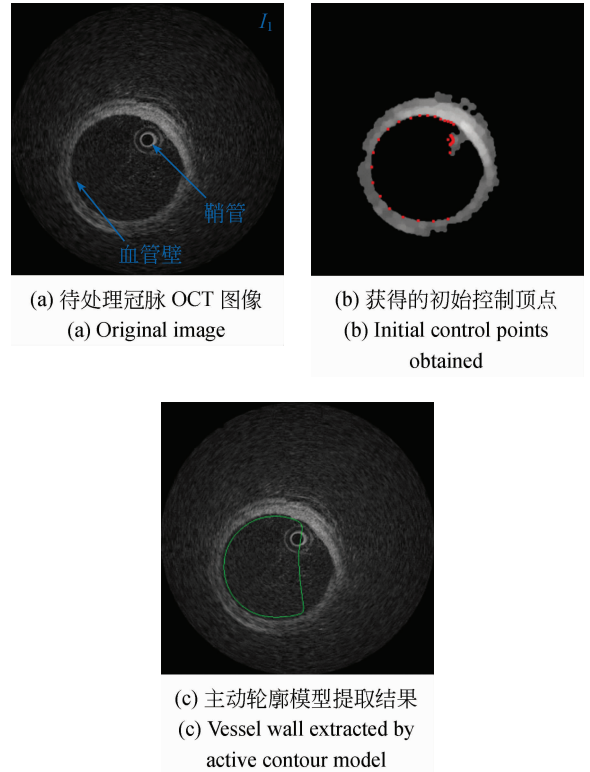 I1
鞘管
血管壁
(a) 待处理冠脉 OCT 图像
(a) Original image
(b) 获得的初始控制顶点
(b) Initial control points
obtained
(c) 主动轮廓模型提取结果
(c) Vessel wall extracted by
active contour model